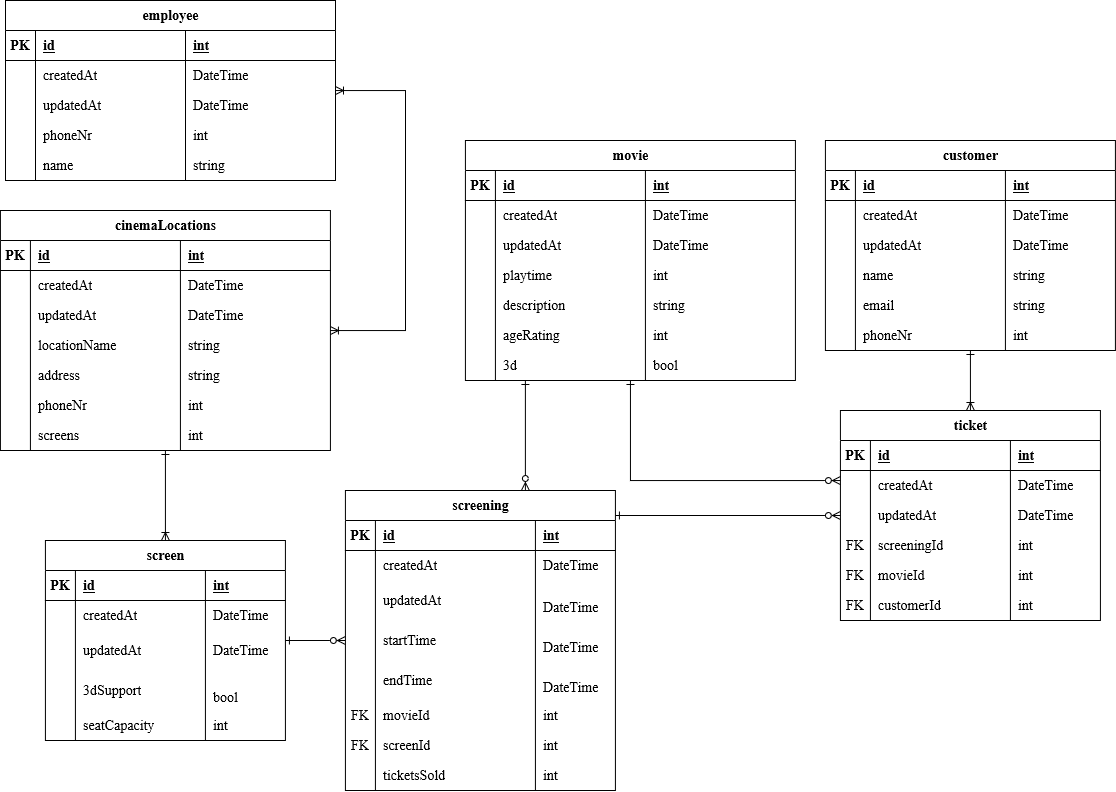 employee
PK id int
createdAt DateTime
updatedAt DateTime
phoneNr int
name string
cinemaLocations
PK id int
createdAt DateTime
updatedAt DateTime
locationName string
address string
phoneNr int
screens int
movie
PK id int
createdAt DateTime
updatedAt DateTime
playtime int
description string
ageRating int
3d bool
customer
PK id int
createdAt DateTime
updatedAt DateTime
name string
email string
phoneNr int
ticket
PK id int
createdAt DateTime
updatedAt DateTime
FK screeningId int
FK movieId int
FK customerId int
screening
PK id int
createdAt DateTime
updatedAt DateTime
startTime DateTime
endTime DateTime
FK movieId int
FK screenId int
ticketsSold int
screen
PK id int
createdAt DateTime
updatedAt DateTime
3dSupport bool
seatCapacity int